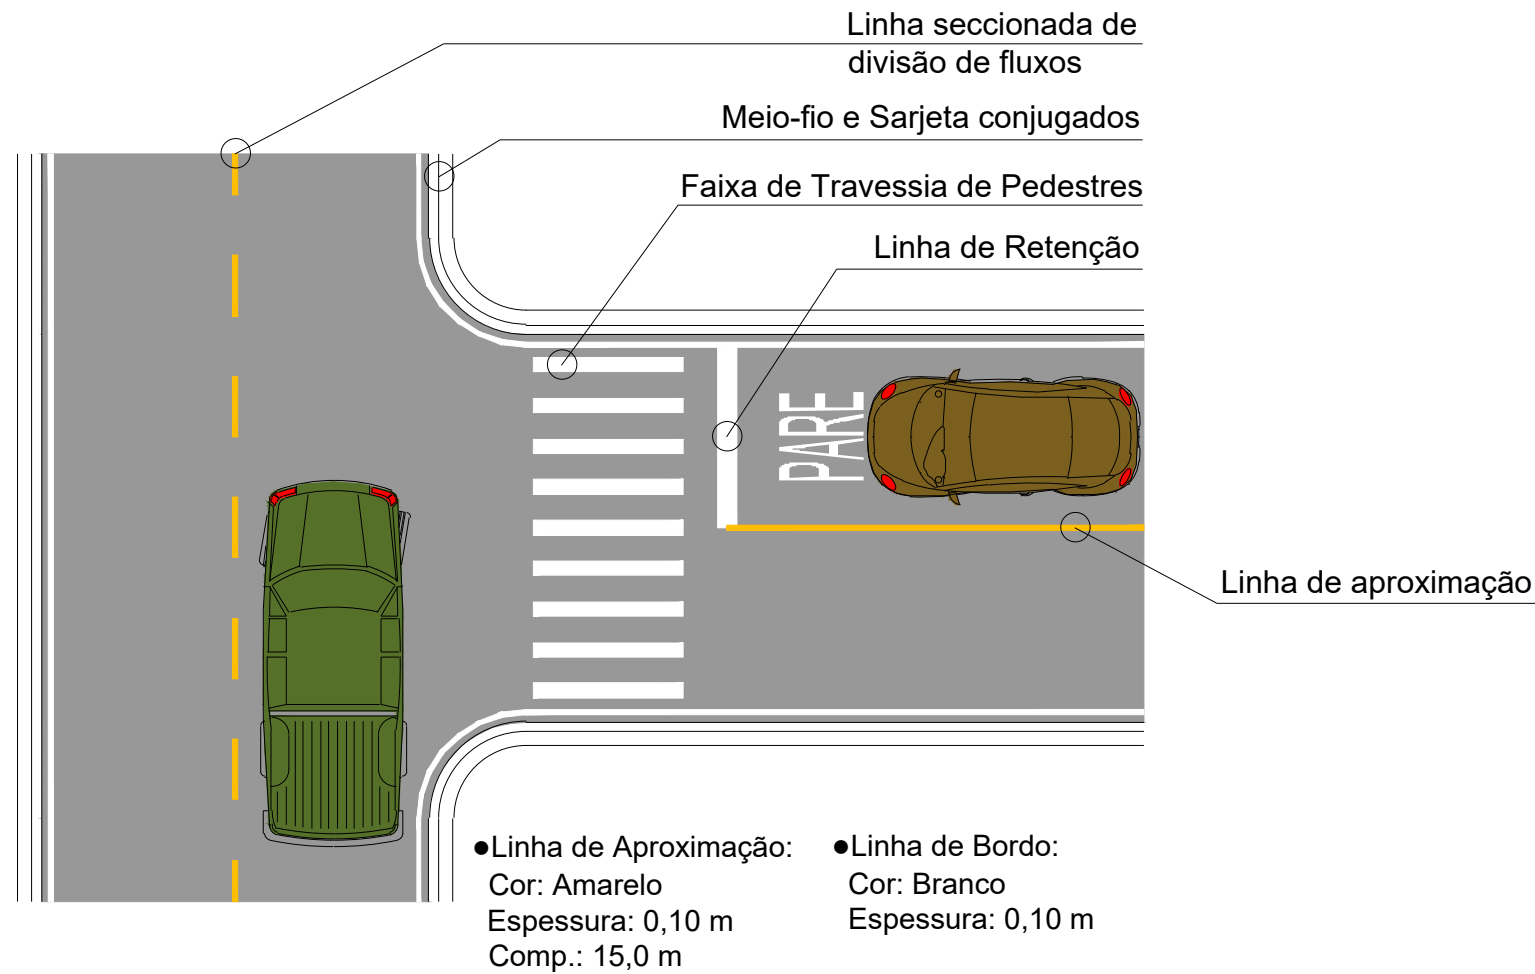 Linha seccionada de
divisão de fluxos
Meio-fio e Sarjeta conjugados
Faixa de Travessia de Pedestres
Linha de Retenção
PARE
Linha de aproximação
●Linha de Aproximação:
Cor: Amarelo
Espessura: 0,10 m
Comp.: 15,0 m
●Linha de Bordo:
Cor: Branco
Espessura: 0,10 m